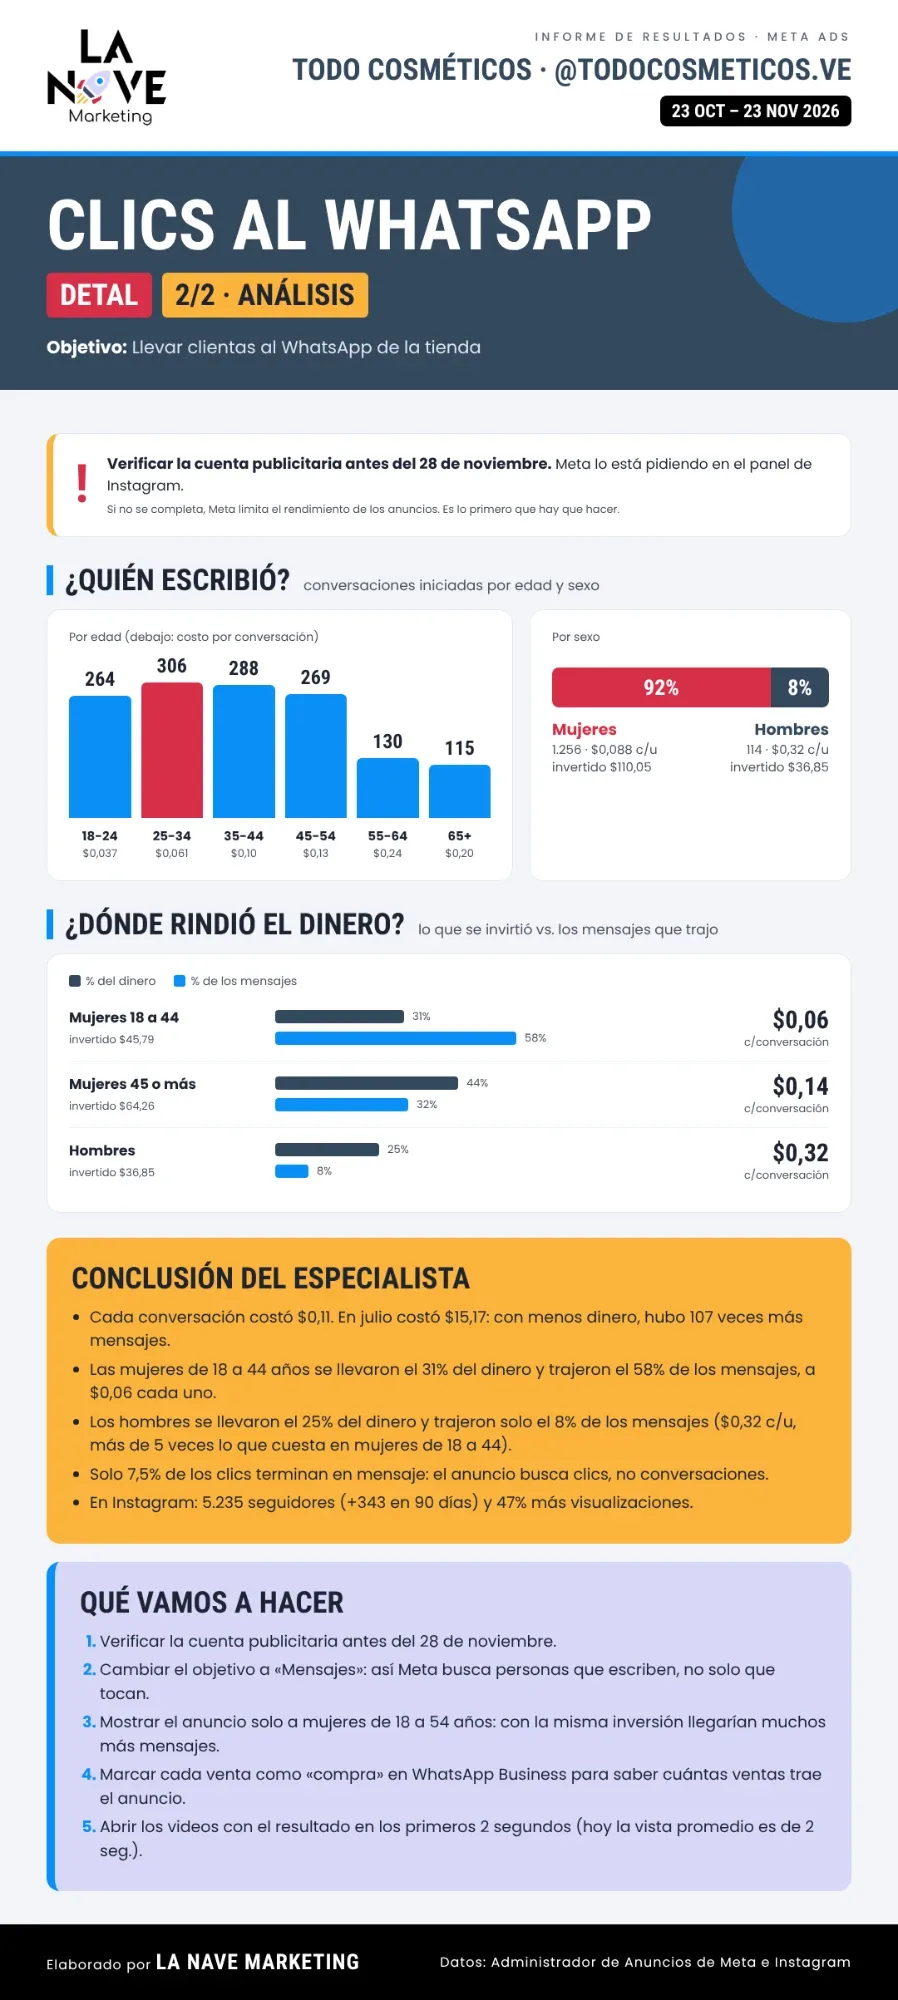 LA
NAVE
Marketing
INFORME DE RESULTADOS · META ADS
TODO COSMÉTICOS · @TODOCOSMETICOS.VE
23 OCT – 23 NOV 2026
CLICS AL WHATSAPP
DETAL
2/2 · ANÁLISIS
Objetivo: Llevar clientas al WhatsApp de la tienda
!
Verificar la cuenta publicitaria antes del 28 de noviembre. Meta lo está pidiendo en el panel de
Instagram.
Si no se completa, Meta limita el rendimiento de los anuncios. Es lo primero que hay que hacer.
¿QUIÉN ESCRIBIÓ? conversaciones iniciadas por edad y sexo
Por edad (debajo: costo por conversación)
264 306 288 269 130 115
18-24 25-34 35-44 45-54 55-64 65+
$0,037 $0,061 $0,10 $0,13 $0,24 $0,20
Por sexo
92% 8%
Mujeres Hombres
1.256 · $0,088 c/u 114 · $0,32 c/u
invertido $110,05 invertido $36,85
¿DÓNDE RINDIÓ EL DINERO? lo que se invirtió vs. los mensajes que trajo
% del dinero % de los mensajes
Mujeres 18 a 44
invertido $45,79
31%
58%
$0,06
c/conversación
Mujeres 45 o más
invertido $64,26
44%
32%
$0,14
c/conversación
Hombres
invertido $36,85
25%
8%
$0,32
c/conversación
CONCLUSIÓN DEL ESPECIALISTA
• Cada conversación costó $0,11. En julio costó $15,17: con menos dinero, hubo 107 veces más
mensajes.
• Las mujeres de 18 a 44 años se llevaron el 31% del dinero y trajeron el 58% de los mensajes, a
$0,06 cada uno.
• Los hombres se llevaron el 25% del dinero y trajeron solo el 8% de los mensajes ($0,32 c/u,
más de 5 veces lo que cuesta en mujeres de 18 a 44).
• Solo 7,5% de los clics terminan en mensaje: el anuncio busca clics, no conversaciones.
• En Instagram: 5.235 seguidores (+343 en 90 días) y 47% más visualizaciones.
QUÉ VAMOS A HACER
1. Verificar la cuenta publicitaria antes del 28 de noviembre.
2. Cambiar el objetivo a «Mensajes»: así Meta busca personas que escriben, no solo que
tocan.
3. Mostrar el anuncio solo a mujeres de 18 a 54 años: con la misma inversión llegarían muchos
más mensajes.
4. Marcar cada venta como «compra» en WhatsApp Business para saber cuántas ventas trae
el anuncio.
5. Abrir los videos con el resultado en los primeros 2 segundos (hoy la vista promedio es de 2
seg.).
Elaborado por LA NAVE MARKETING
Datos: Administrador de Anuncios de Meta e Instagram